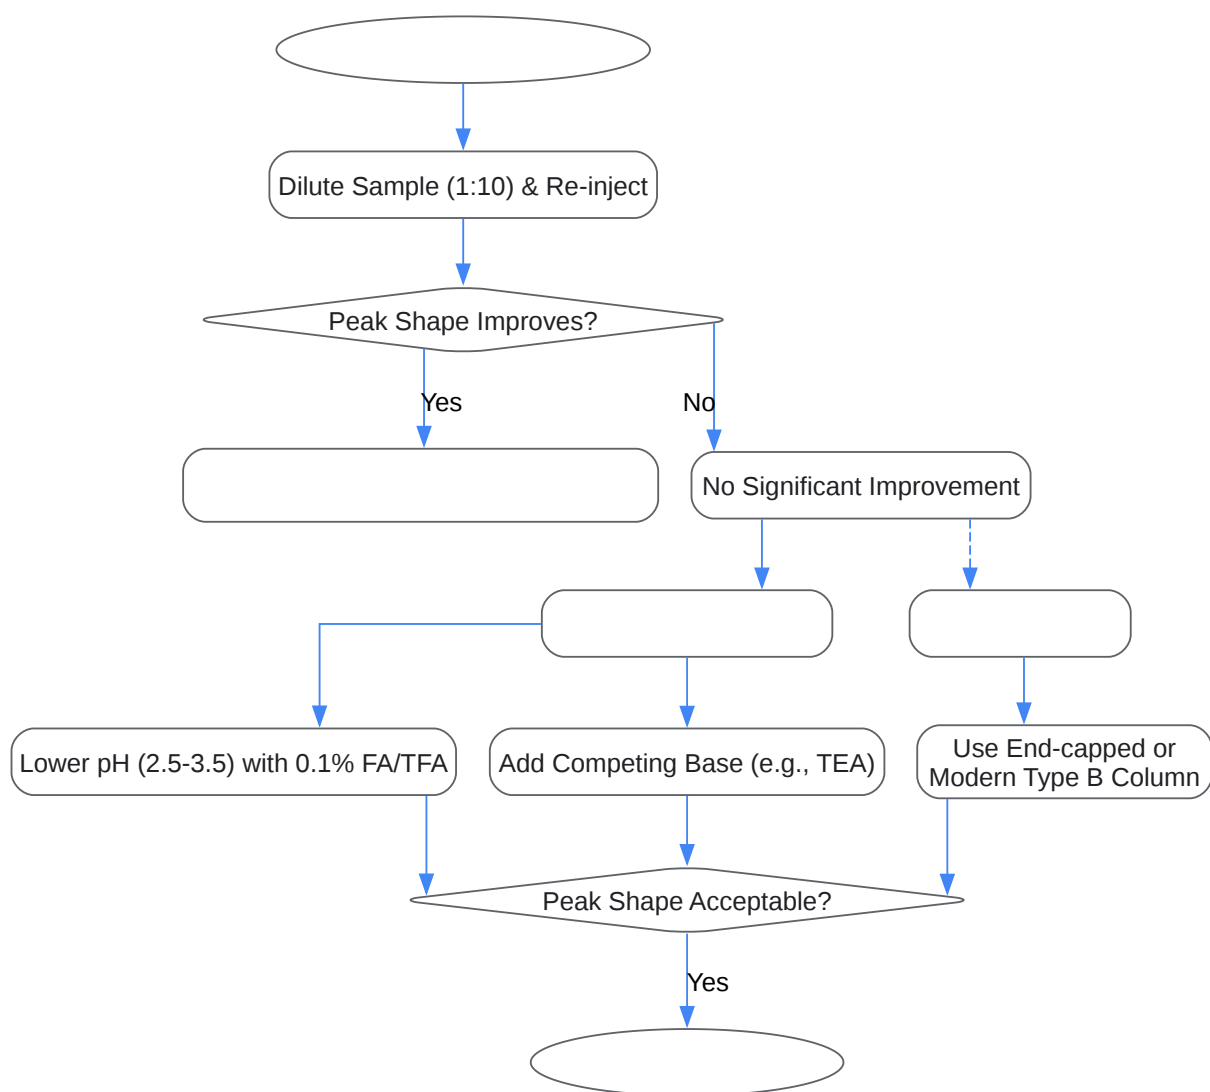 Dilute Sample (1:10) & Re-inject
Peak Shape Improves?
Yes
No
No Significant Improvement
Lower pH (2.5-3.5) with 0.1% FA/TFA
Add Competing Base (e.g., TEA)
Use End-capped or
Modern Type B Column
Peak Shape Acceptable?
Yes